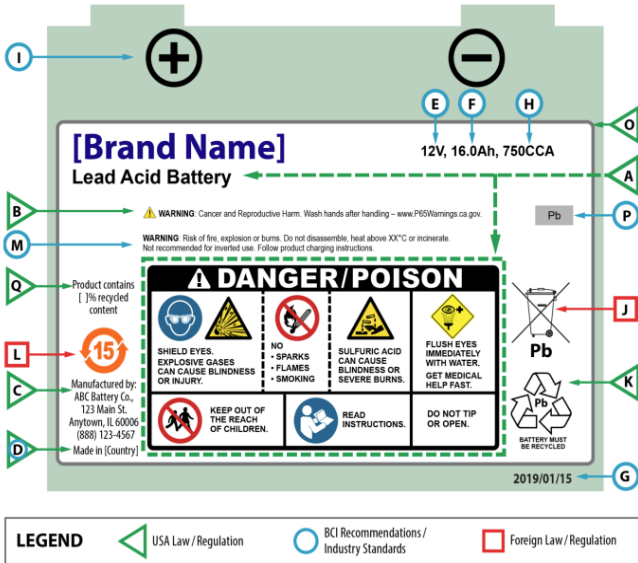 I
+
−
E
F
H
O
[Brand Name]
12V, 16.0Ah, 750CCA
Lead Acid Battery
A
B
WARNING: Cancer and Reproductive Harm. Wash hands after handling – www.P65Warnings.ca.gov.
Pb
P
M
WARNING: Risk of fire, explosion or burns. Do not disassemble, heat above XX°C or incinerate.
Not recommended for inverted use. Follow product charging instructions.
Q
Product contains
[ ]% recycled
content
DANGER/POISON
SHIELD EYES.
EXPLOSIVE GASES
CAN CAUSE BLINDNESS
OR INJURY.
NO
• SPARKS
• FLAMES
• SMOKING
SULFURIC ACID
CAN CAUSE
BLINDNESS OR
SEVERE BURNS.
FLUSH EYES
IMMEDIATELY
WITH WATER.
GET MEDICAL
HELP FAST.
J
Pb
L
15
C
Manufactured by:
ABC Battery Co.,
123 Main St.
Anytown, IL 60006
(888) 123-4567
KEEP OUT OF
THE REACH
OF CHILDREN.
READ
INSTRUCTIONS.
DO NOT TIP
OR OPEN.
K
Pb
BATTERY MUST
BE RECYCLED
D
Made in [Country]
2019/01/15
G
LEGEND
USA Law / Regulation
BCI Recommendations /
Industry Standards
Foreign Law / Regulation